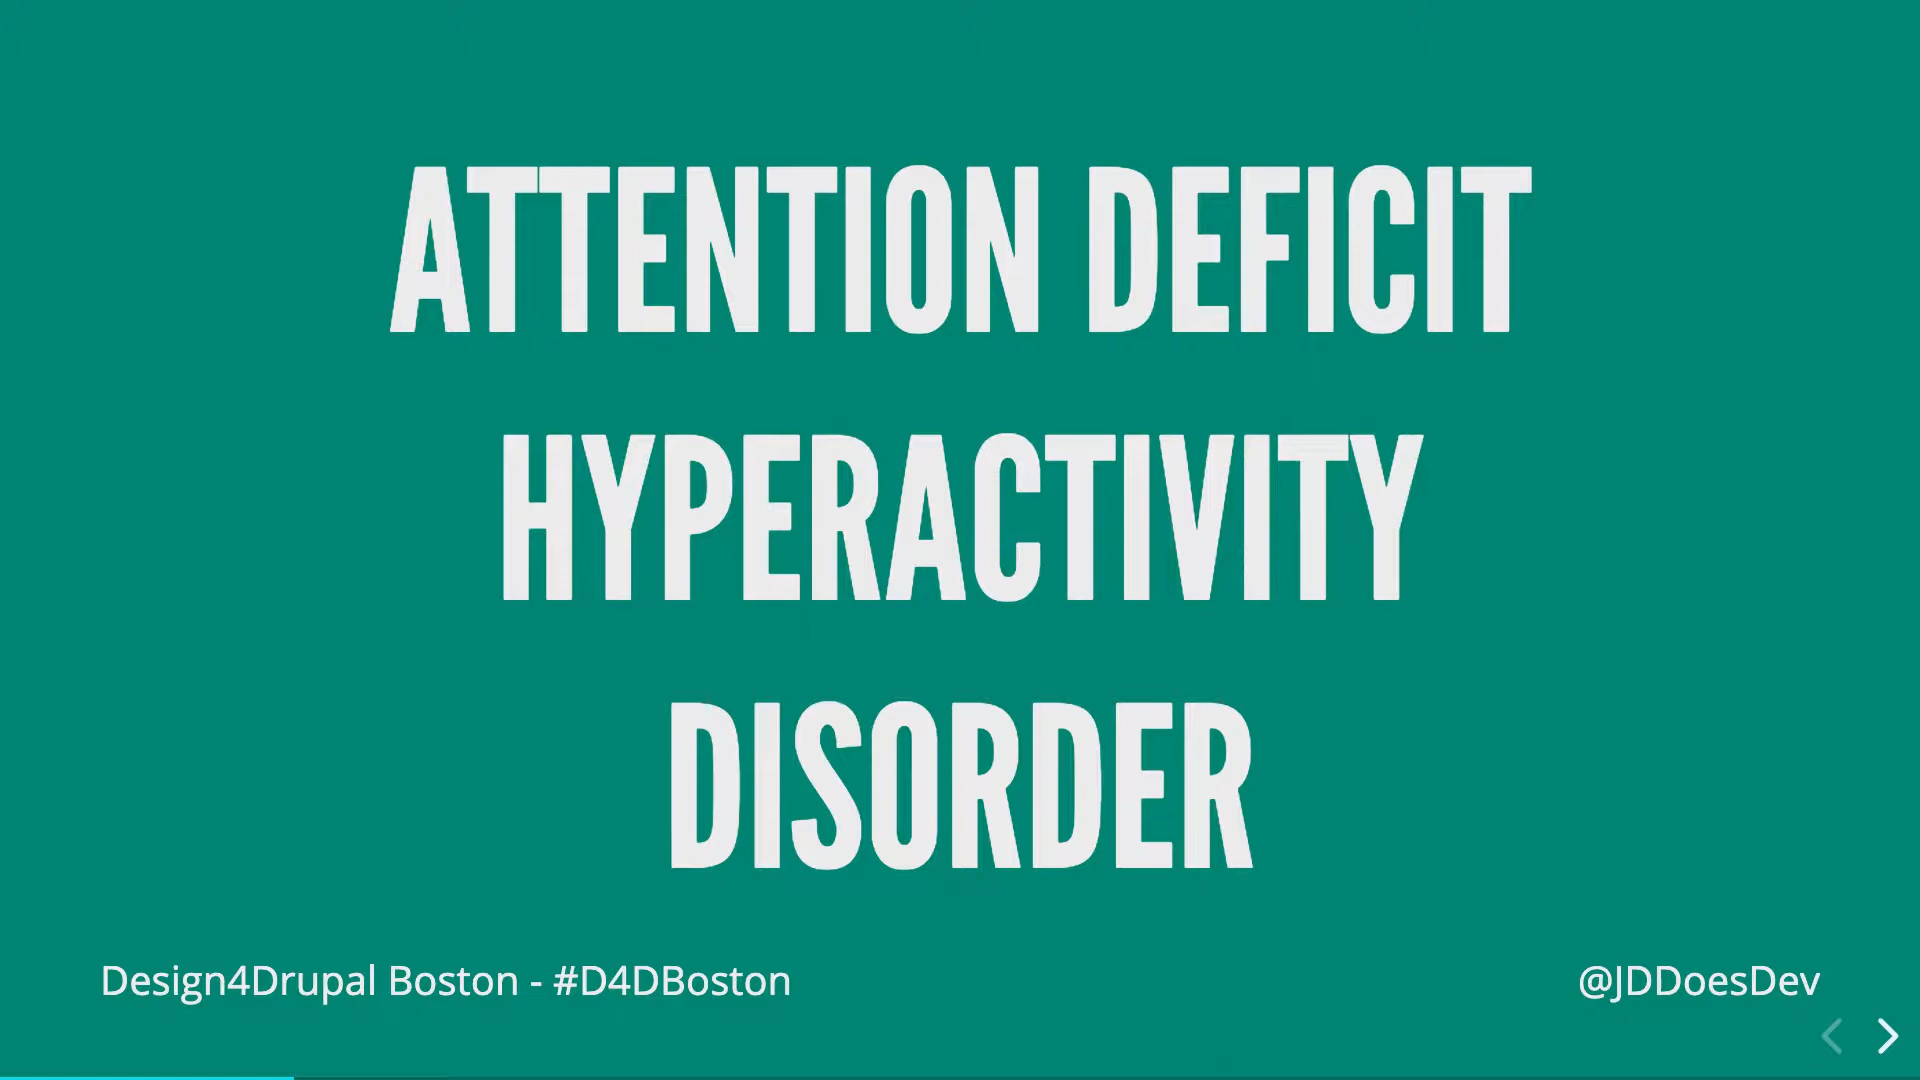 ATTENTION DEFICIT
HYPERACTIVITY
DISORDER
Design4Drupal Boston - #D4DBoston
@JDDoesDev